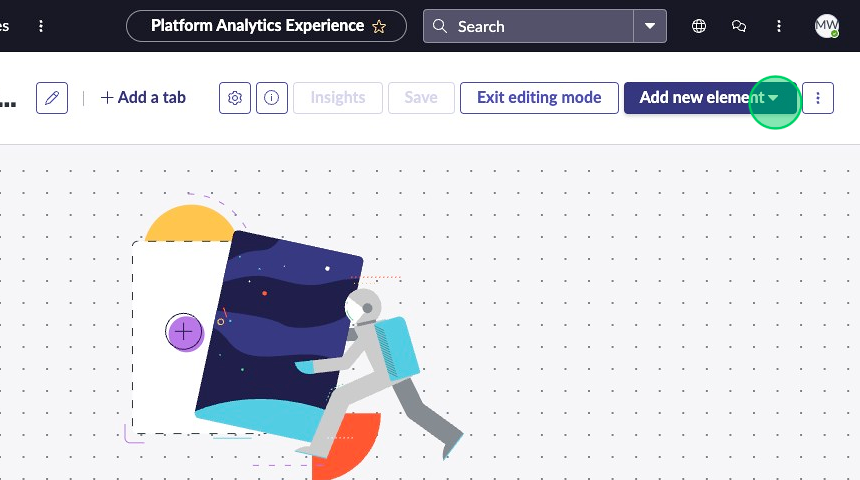 es
Platform Analytics Experience
Search
MW
...
Add a tab
Insights
Save
Exit editing mode
Add new element